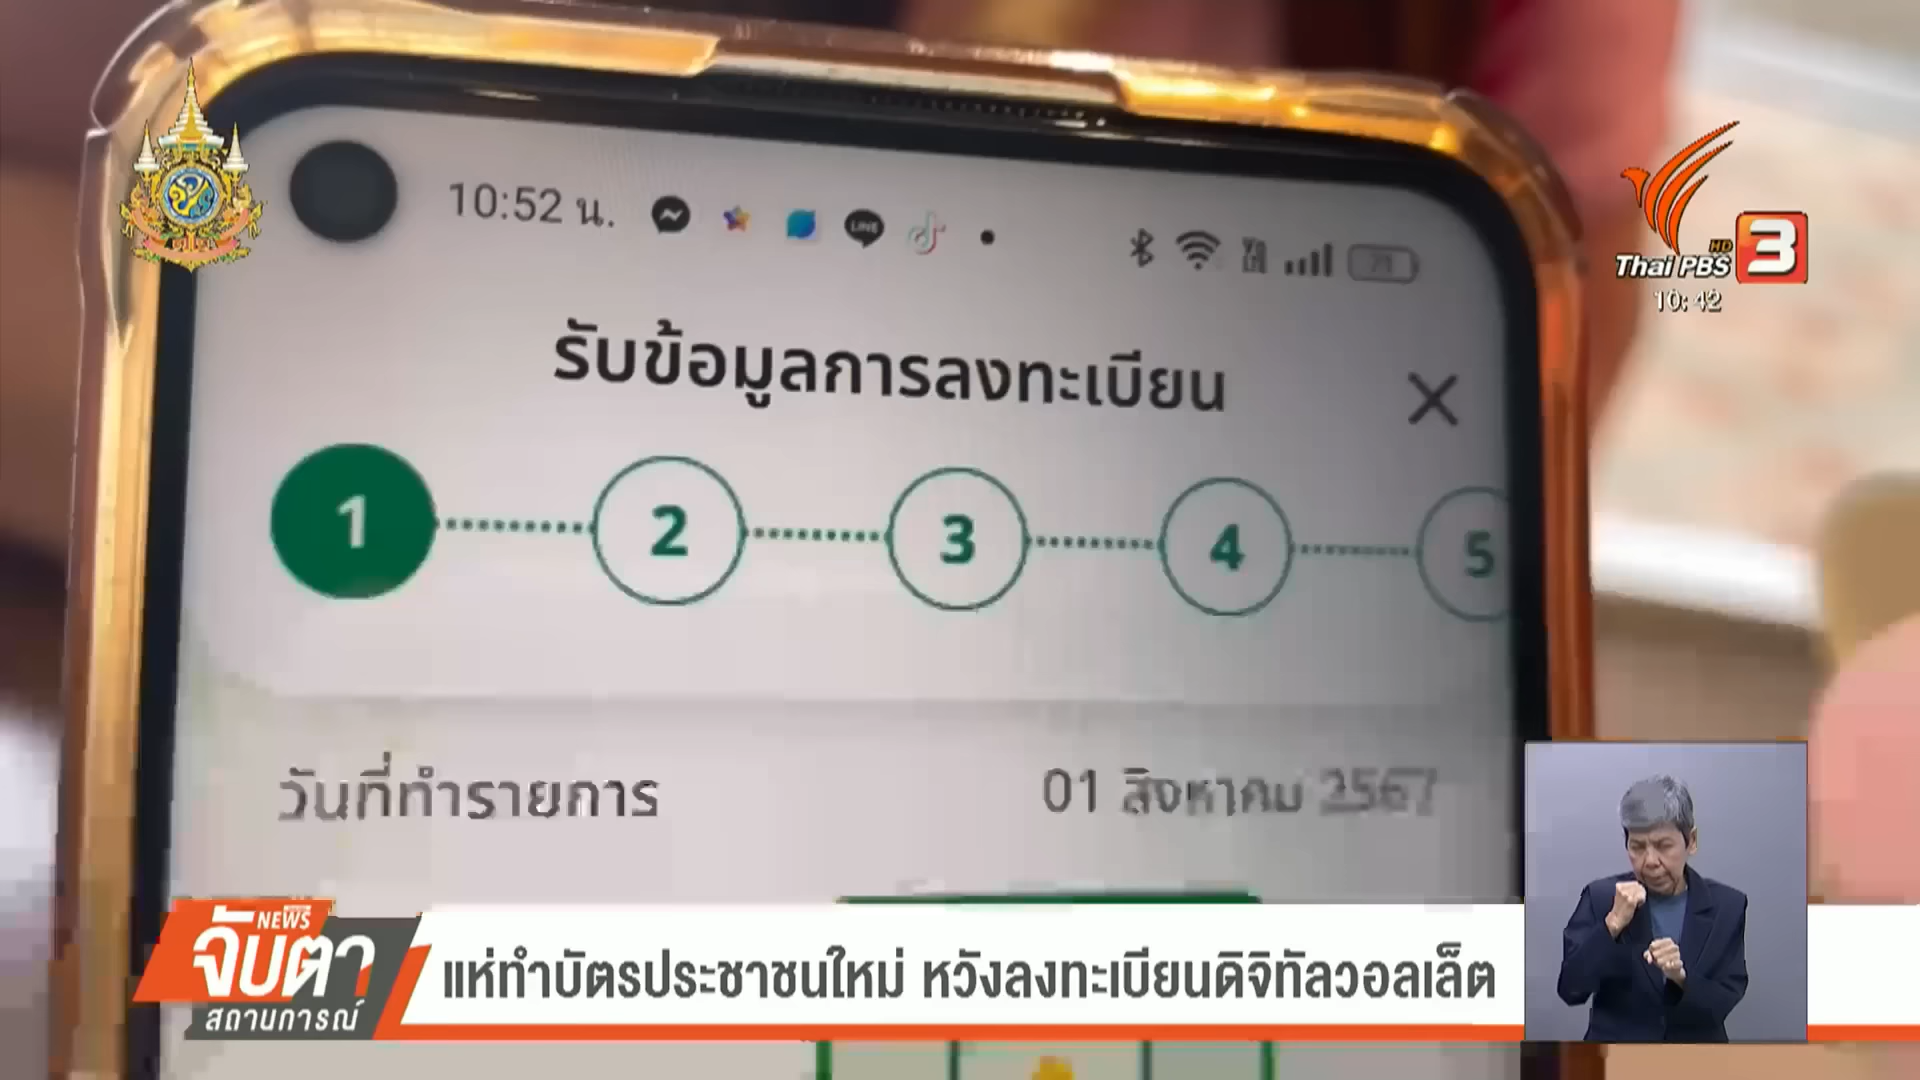 10:52 น.
LINE
Thai PBS HD 3
10:42
รับข้อมูลการลงทะเบียน
1 2 3 4 5
วันที่ทำรายการ 01 สิงหาคม 2567
จับตา
สถานการณ์
แห่ทำบัตรประชาชนใหม่ หวังลงทะเบียนดิจิทัลวอลเล็ต